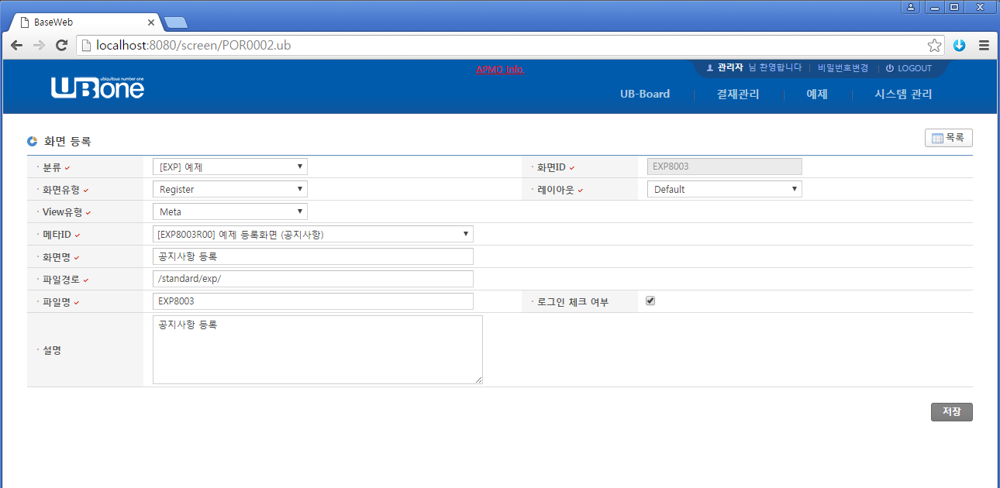 BaseWeb
localhost:8080/screen/POR0002.ub
APMD Info.
관리자 님 환영합니다 비밀번호변경 LOGOUT
ubiquitous number one
UBone
UB-Board 결재관리 예제 시스템 관리
화면 등록 목록
분류 [EXP] 예제 화면ID EXP8003
화면유형 Register 레이아웃 Default
View유형 Meta
메타ID [EXP8003R00] 예제 등록화면 (공지사항)
화면명 공지사항 등록
파일경로 /standard/exp/
파일명 EXP8003 로그인 체크 여부
설명 공지사항 등록
저장